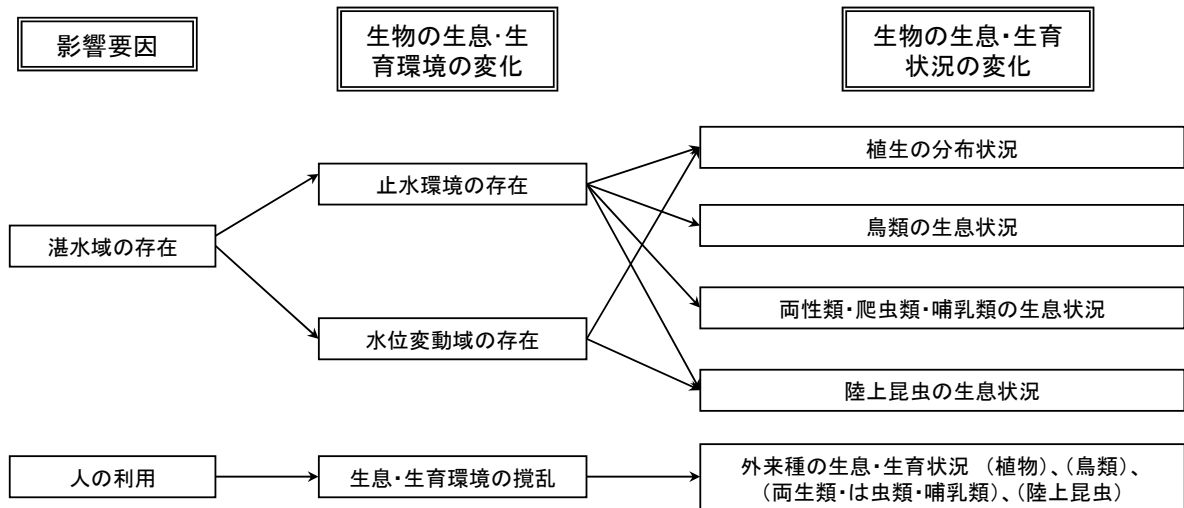 影響要因
生物の生息･生
育環境の変化
生物の生息・生育
状況の変化
植生の分布状況
止水環境の存在
鳥類の生息状況
湛水域の存在
両性類・爬虫類・哺乳類の生息状況
水位変動域の存在
陸上昆虫の生息状況
人の利用
生息・生育環境の撹乱
外来種の生息・生育状況 （植物）、（鳥類）、
（両生類・は虫類・哺乳類）、（陸上昆虫）